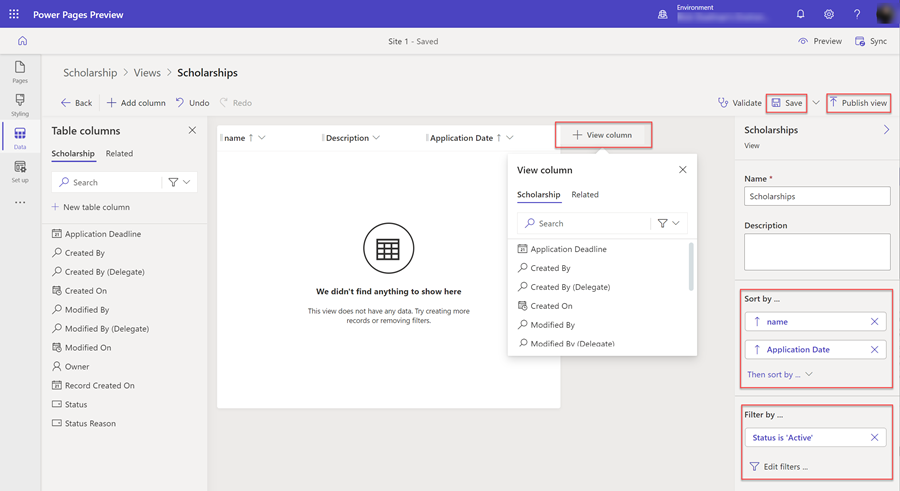 Power Pages Preview
Environment
Site 1 - Saved
Preview
Sync
Pages
Styling
Data
Set up
Scholarship > Views > Scholarships
Back
Add column
Undo
Redo
Validate
Save
Publish view
Table columns
Scholarship
Related
Search
New table column
Application Deadline
Created By
Created By (Delegate)
Created On
Modified By
Modified By (Delegate)
Modified On
Owner
Record Created On
Status
Status Reason
name
Description
Application Date
We didn't find anything to show here
This view does not have any data. Try creating more
records or removing filters.
View column
View column
Scholarship
Related
Search
Application Deadline
Created By
Created By (Delegate)
Created On
Modified By
Modified By (Delegate)
Scholarships
View
Name *
Scholarships
Description
Sort by ...
name
Application Date
Then sort by ...
Filter by ...
Status is 'Active'
Edit filters ...